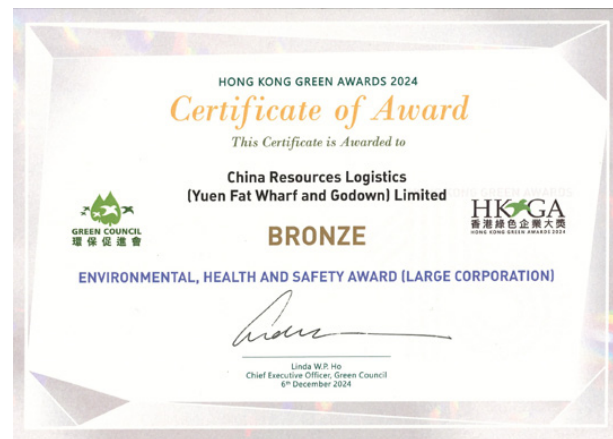 HONG KONG GREEN AWARDS 2024
Certificate of Award
This Certificate is Awarded to
China Resources Logistics
(Yuen Fat Wharf and Godown) Limited
GREEN COUNCIL
環保促進會
BRONZE
HKGA
香港綠色企業大獎
HONG KONG GREEN AWARDS 2024
ENVIRONMENTAL, HEALTH AND SAFETY AWARD (LARGE CORPORATION)
Linda W.P. Ho
Chief Executive Officer, Green Council
6th December 2024